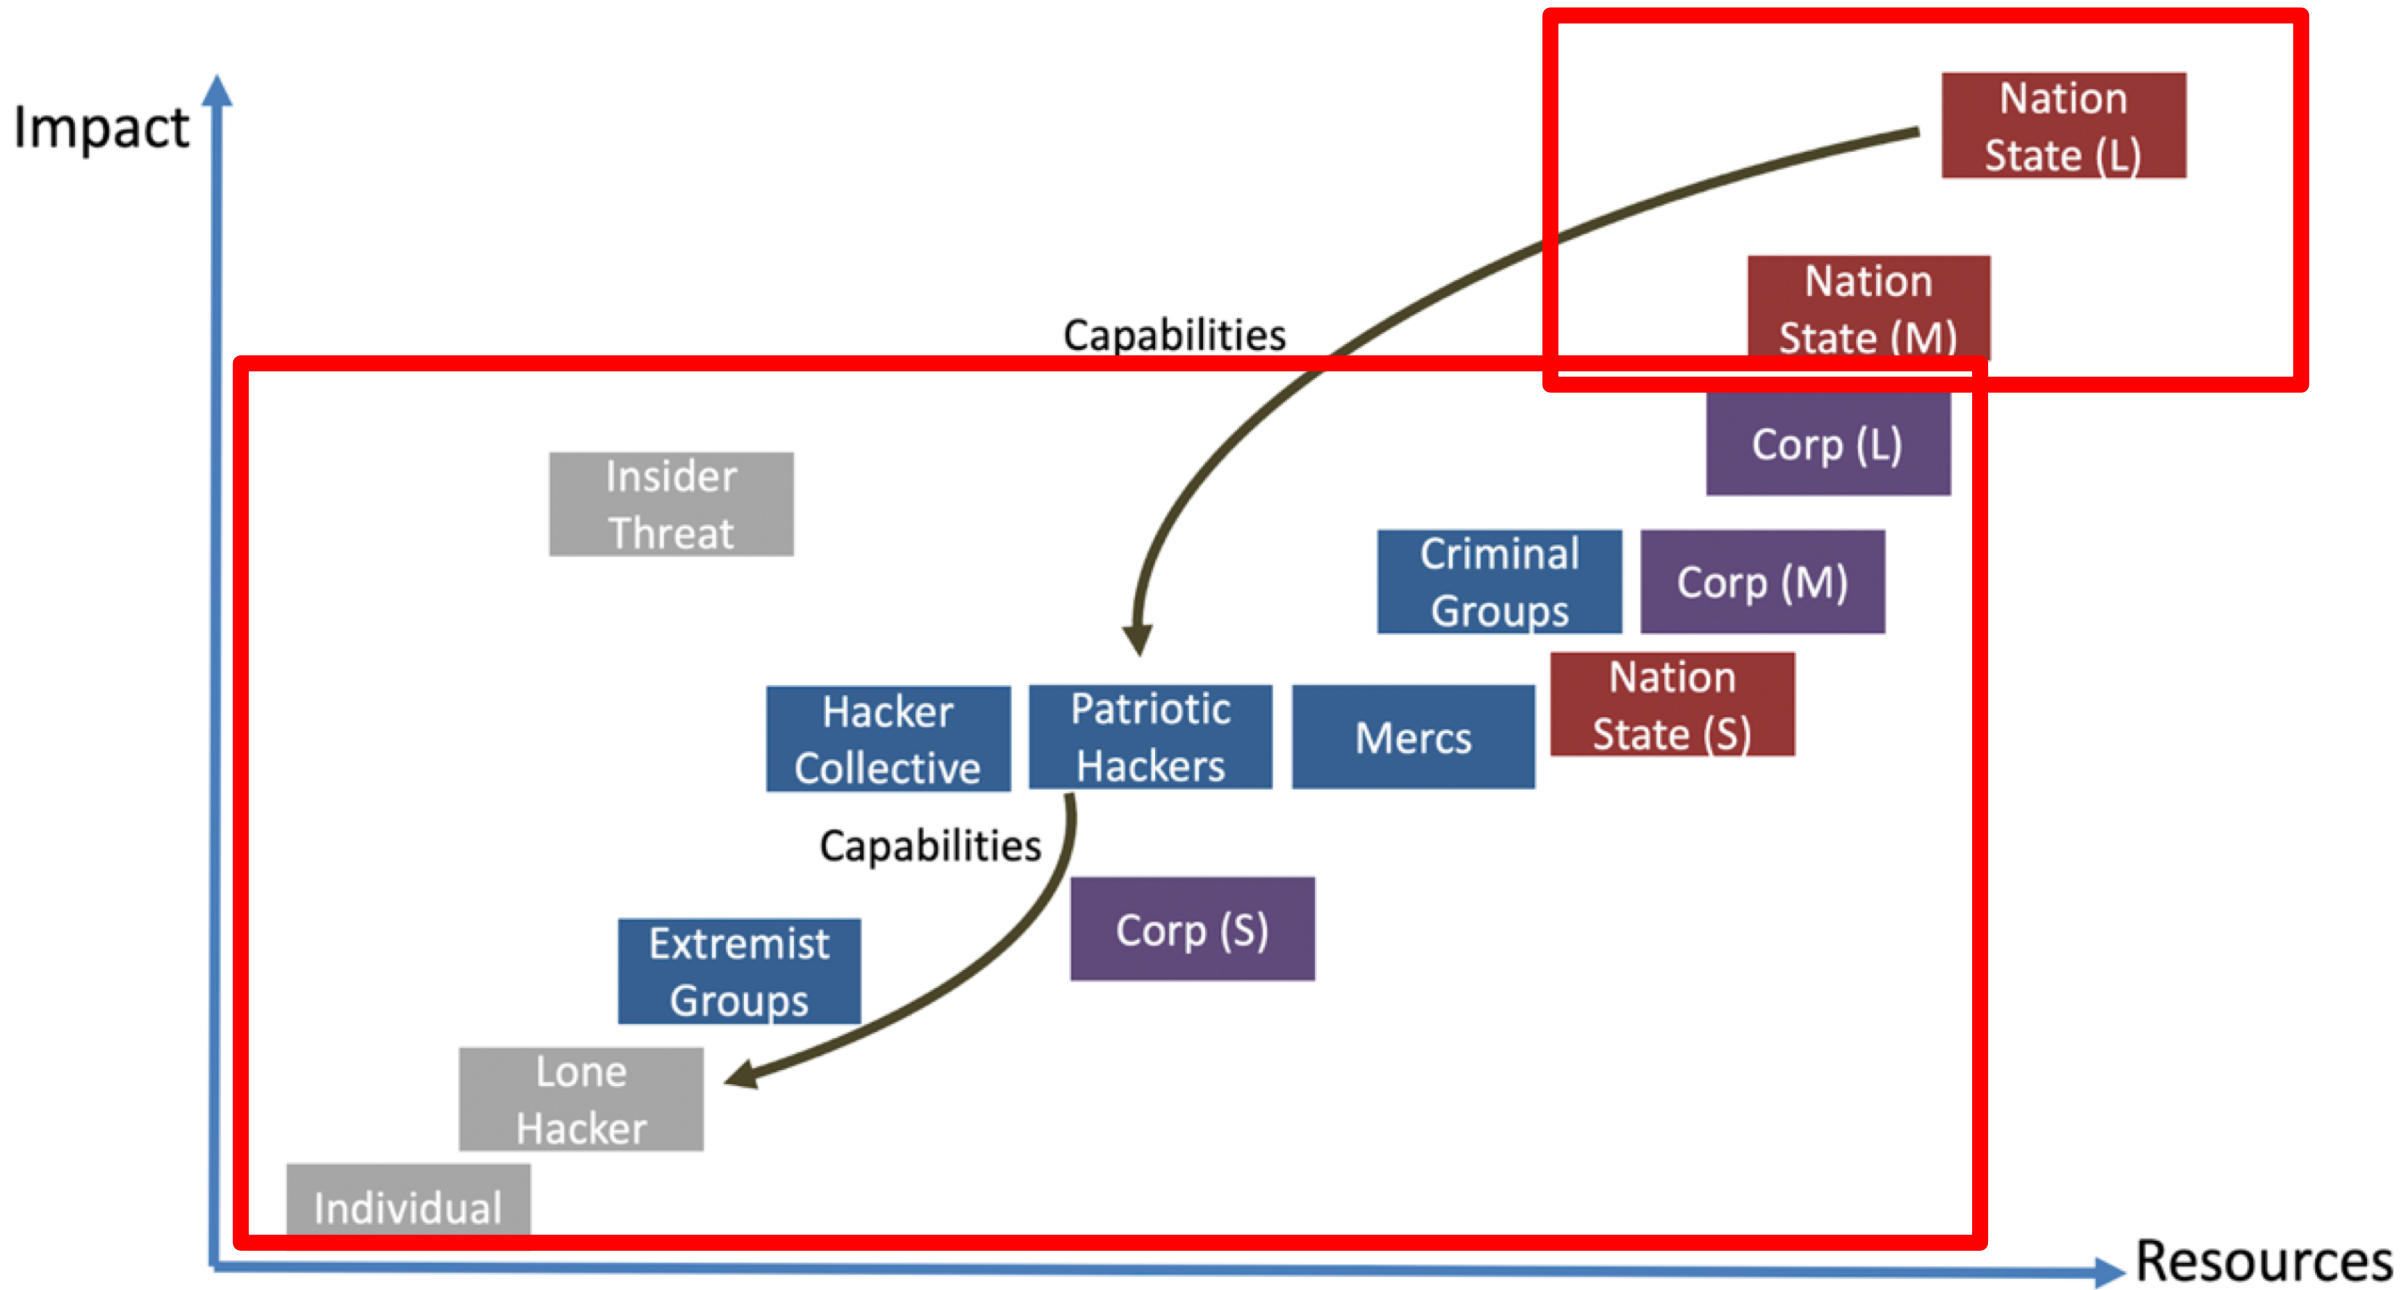 Impact
Nation
State (L)
Nation
State (M)
Capabilities
Corp (L)
Insider
Threat
Criminal
Groups
Corp (M)
Nation
State (S)
Hacker
Collective
Patriotic
Hackers
Mercs
Capabilities
Corp (S)
Extremist
Groups
Lone
Hacker
Individual
Resources